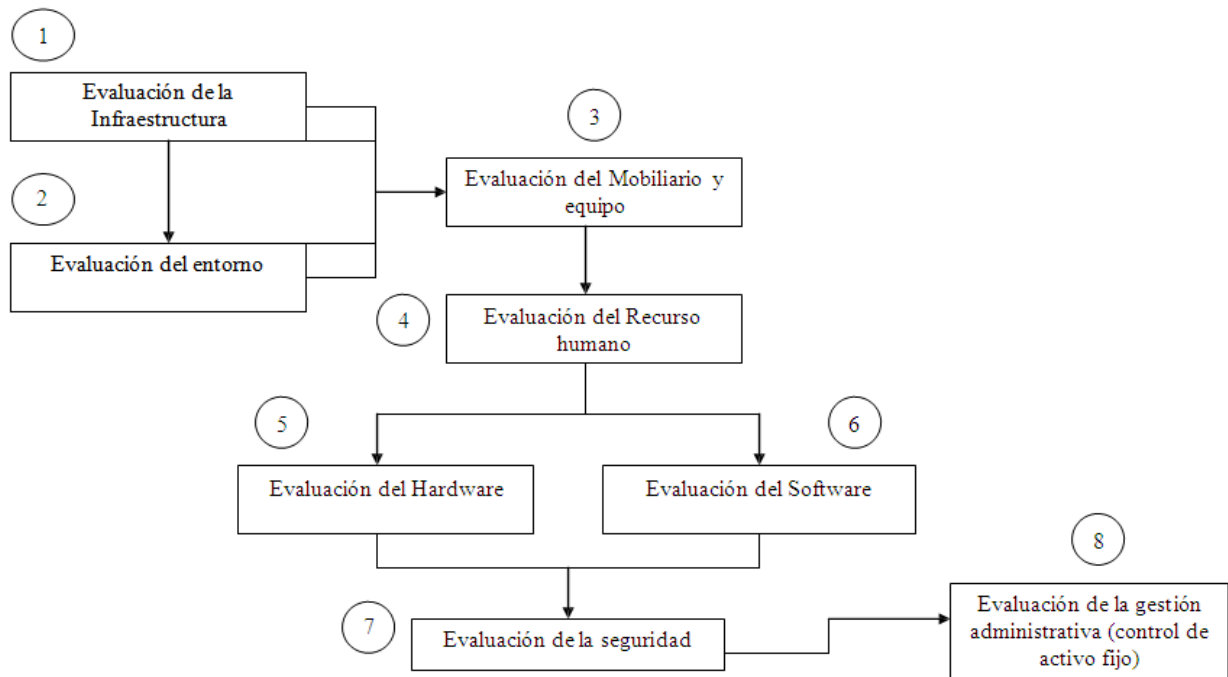 1
Evaluación de la
Infraestructura
2
Evaluación del entorno
3
Evaluación del Mobiliario y
equipo
4
Evaluación del Recurso
humano
5
Evaluación del Hardware
6
Evaluación del Software
7
Evaluación de la seguridad
8
Evaluación de la gestión
administrativa (control de
activo fijo)